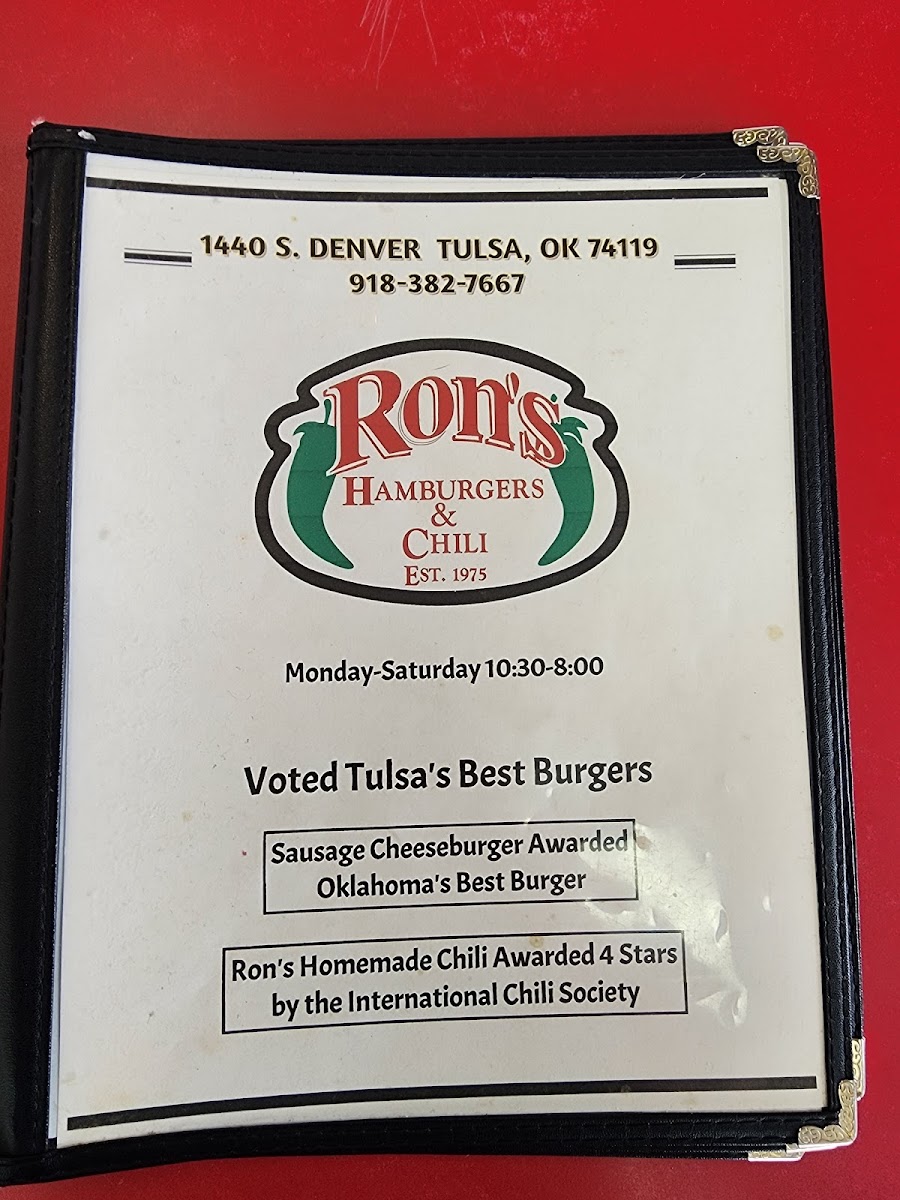 1440 S. DENVER TULSA, OK 74119
918-382-7667
Ron's
HAMBURGERS
&
CHILI
EST. 1975
Monday-Saturday 10:30-8:00
Voted Tulsa's Best Burgers
Sausage Cheeseburger Awarded
Oklahoma's Best Burger
Ron's Homemade Chili Awarded 4 Stars
by the International Chili Society